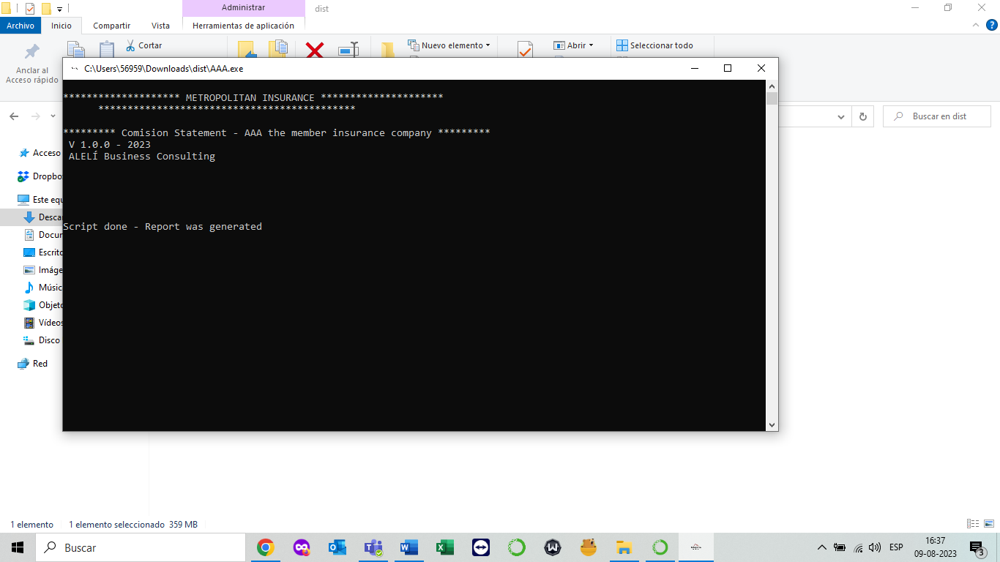 Administrar
dist
Archivo
Inicio
Compartir
Vista
Herramientas de aplicación
Anclar al
Acceso rápido
Cortar
Nuevo elemento
Abrir
Seleccionar todo
C:\Users\56959\Downloads\dist\AAA.exe
******************** METROPOLITAN INSURANCE *********************
********************************************
********* Comision Statement - AAA the member insurance company *********
V 1.0.0 - 2023
ALELÍ Business Consulting
Script done - Report was generated
Buscar en dist
Acceso
Dropbo
Este equ
Desca
Docur
Escrito
Imáge
Músic
Objeto
Vídeos
Disco
Red
1 elemento
1 elemento seleccionado 359 MB
Buscar
ESP
16:37
09-08-2023
3